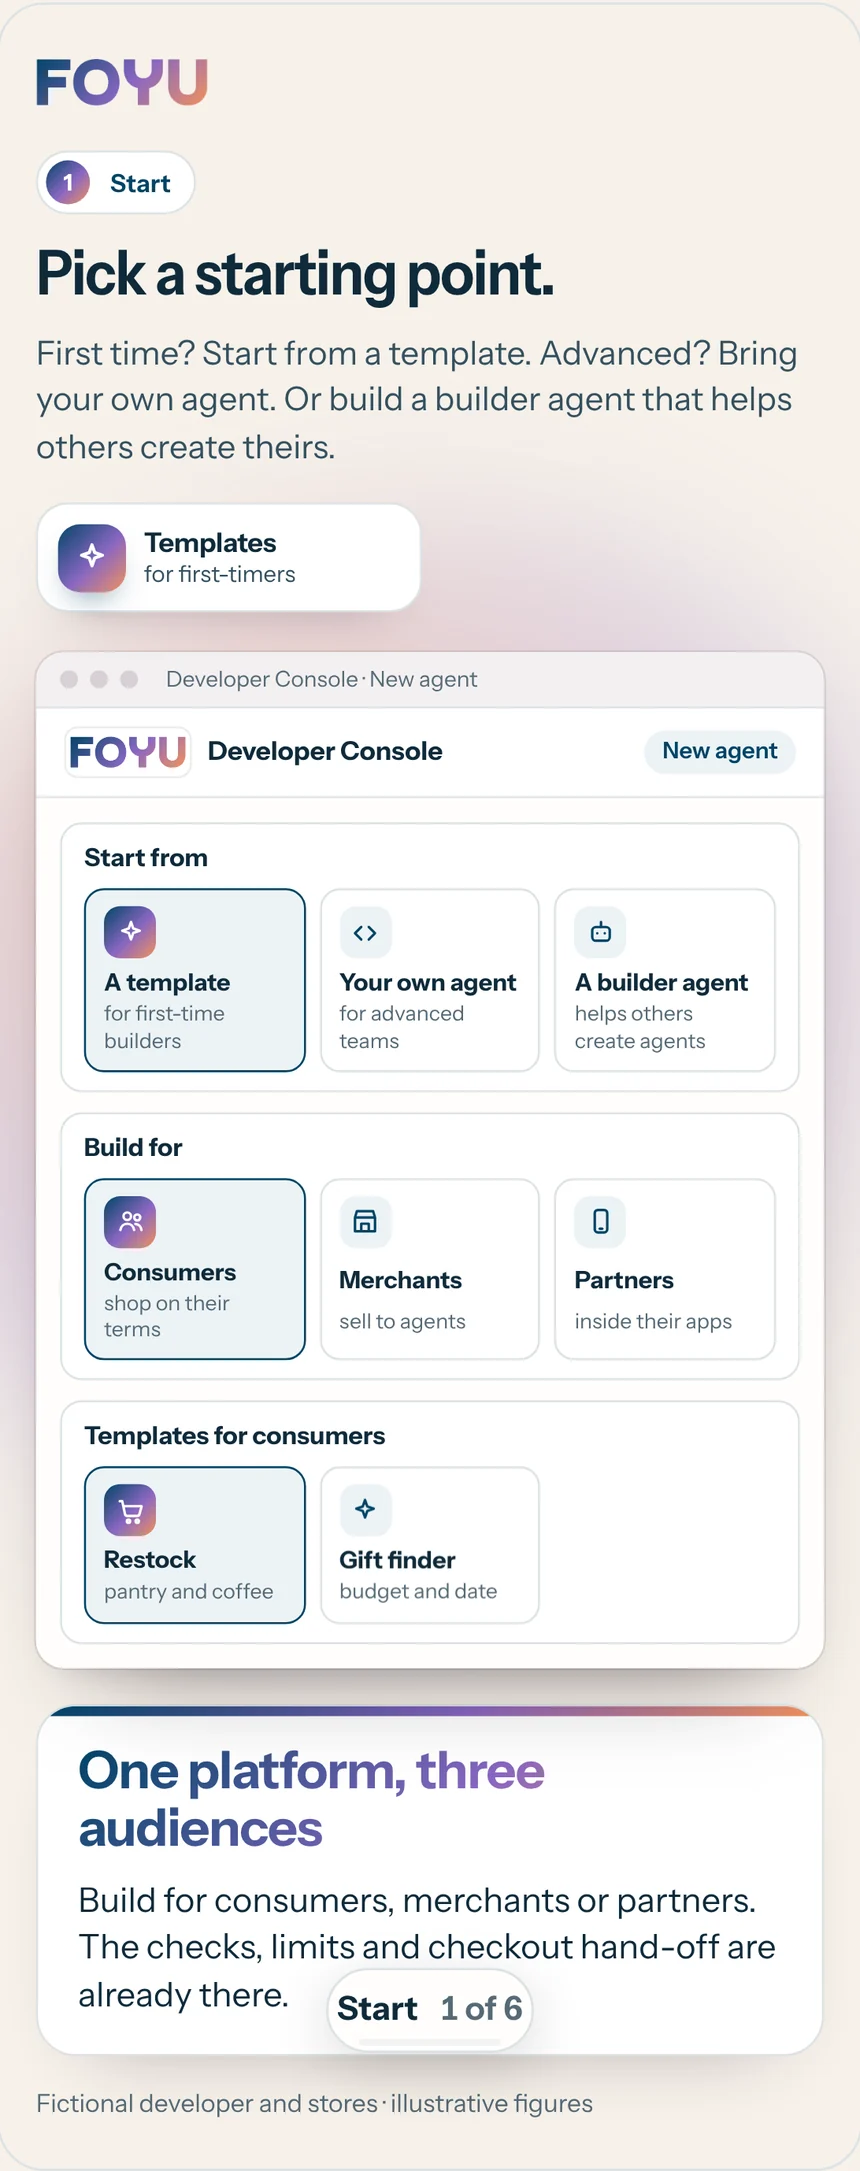 FOYU
1 Start
Pick a starting point.
First time? Start from a template. Advanced? Bring
your own agent. Or build a builder agent that helps
others create theirs.
Templates
for first-timers
Developer Console · New agent
FOYU Developer Console New agent
Start from
A template
for first-time
builders
Your own agent
for advanced
teams
A builder agent
helps others
create agents
Build for
Consumers
shop on their
terms
Merchants
sell to agents
Partners
inside their apps
Templates for consumers
Restock
pantry and coffee
Gift finder
budget and date
One platform, three
audiences
Build for consumers, merchants or partners.
The checks, limits and checkout hand-off are
already there.
Start 1 of 6
Fictional developer and stores · illustrative figures